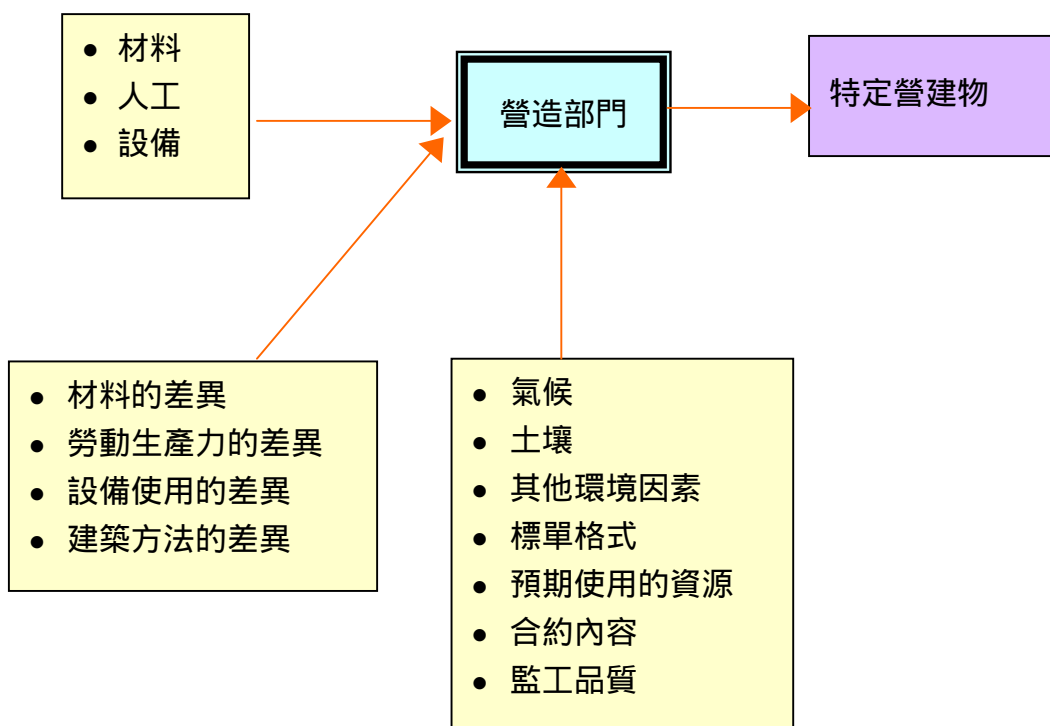 ● 材料
● 人工
● 設備
營造部門
特定營建物
● 材料的差異
● 勞動生產力的差異
● 設備使用的差異
● 建築方法的差異
● 氣候
● 土壤
● 其他環境因素
● 標單格式
● 預期使用的資源
● 合約內容
● 監工品質